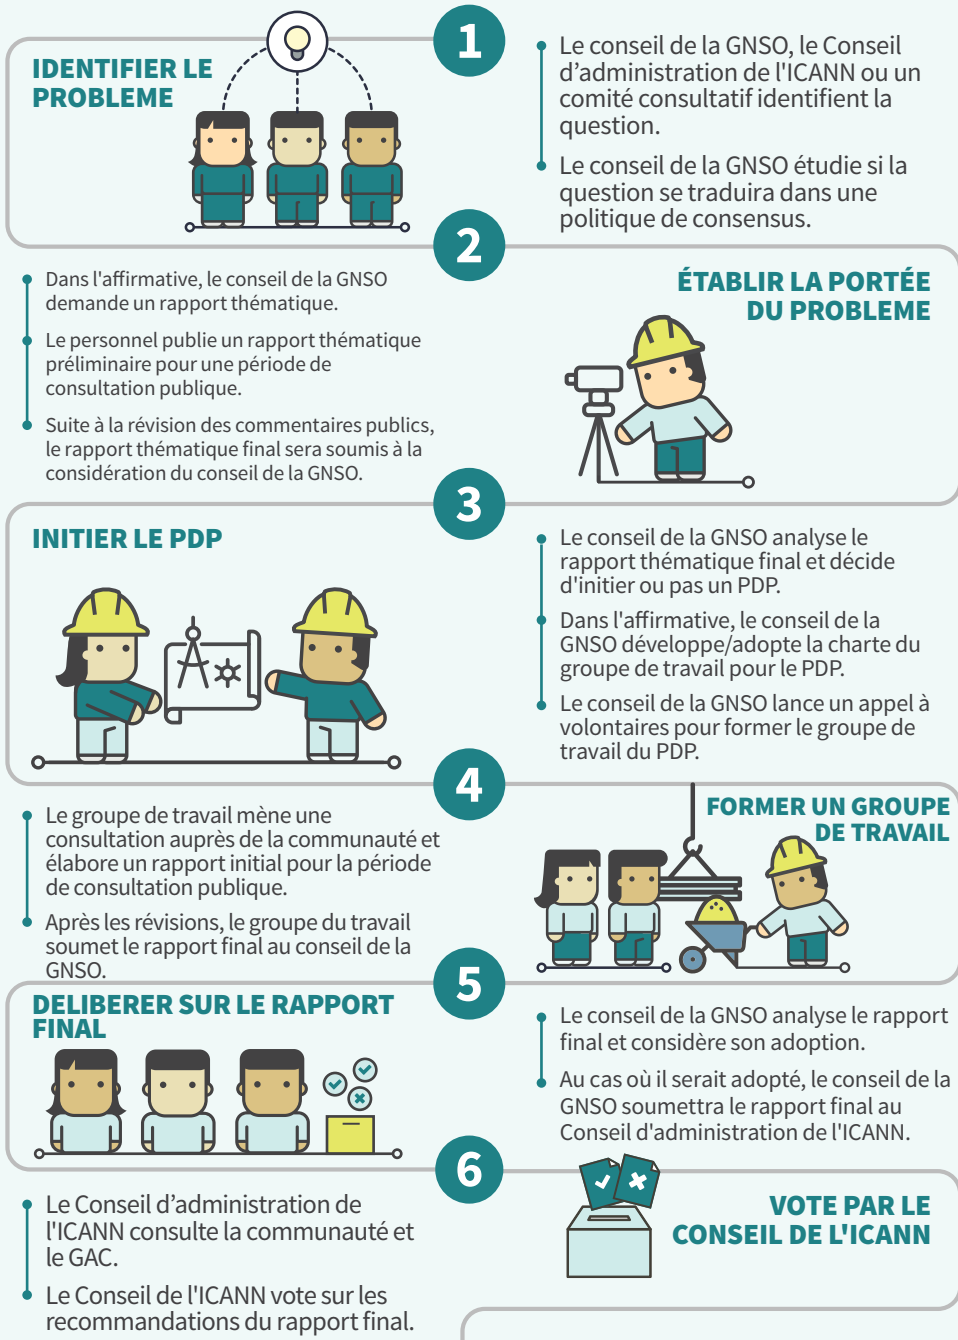 1
IDENTIFIER LE
PROBLEME
Le conseil de la GNSO, le Conseil
d’administration de l'ICANN ou un
comité consultatif identifient la
question.
Le conseil de la GNSO étudie si la
question se traduira dans une
politique de consensus.
2
ÉTABLIR LA PORTÉE
DU PROBLEME
Dans l'affirmative, le conseil de la GNSO
demande un rapport thématique.
Le personnel publie un rapport thématique
préliminaire pour une période de
consultation publique.
Suite à la révision des commentaires publics,
le rapport thématique final sera soumis à la
considération du conseil de la GNSO.
3
INITIER LE PDP
Le conseil de la GNSO analyse le
rapport thématique final et décide
d'initier ou pas un PDP.
Dans l'affirmative, le conseil de la
GNSO développe/adopte la charte du
groupe de travail pour le PDP.
Le conseil de la GNSO lance un appel à
volontaires pour former le groupe de
travail du PDP.
4
FORMER UN GROUPE
DE TRAVAIL
Le groupe de travail mène une
consultation auprès de la communauté et
élabore un rapport initial pour la période
de consultation publique.
Après les révisions, le groupe du travail
soumet le rapport final au conseil de la
GNSO.
5
DELIBERER SUR LE RAPPORT
FINAL
Le conseil de la GNSO analyse le rapport
final et considère son adoption.
Au cas où il serait adopté, le conseil de la
GNSO soumettra le rapport final au
Conseil d'administration de l'ICANN.
6
VOTE PAR LE
CONSEIL DE L'ICANN
Le Conseil d’administration de
l'ICANN consulte la communauté et
le GAC.
Le Conseil de l'ICANN vote sur les
recommandations du rapport final.